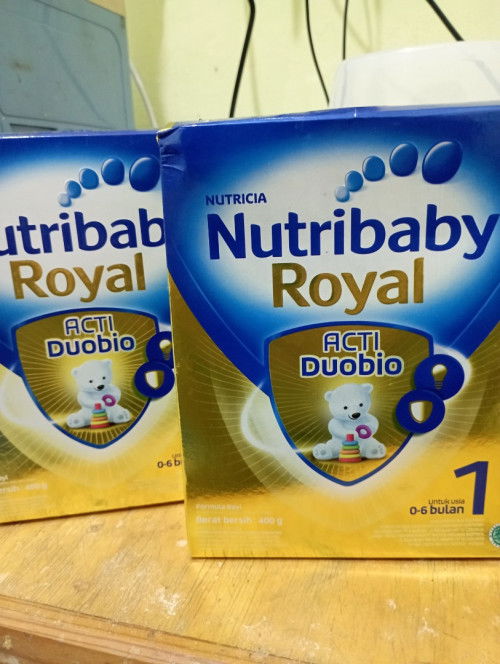 utribab
Royal
ACTI
Duobio
0-6 b
NUTRICIA
Nutribaby
Royal
ACTI
Duobio
Formula Bayi
Berat bersih : 400 g
untuk usia
0-6 bulan
1